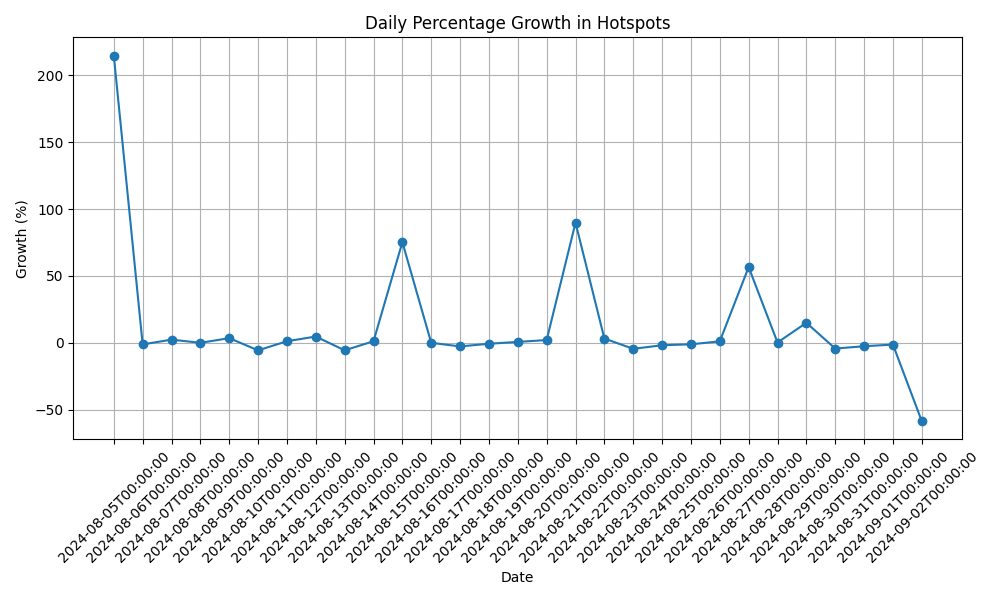 Daily Percentage Growth in Hotspots
Growth (%)
200
150
100
50
0
−50
2024-08-05T00:00:00
2024-08-06T00:00:00
2024-08-07T00:00:00
2024-08-08T00:00:00
2024-08-09T00:00:00
2024-08-10T00:00:00
2024-08-11T00:00:00
2024-08-12T00:00:00
2024-08-13T00:00:00
2024-08-14T00:00:00
2024-08-15T00:00:00
2024-08-16T00:00:00
2024-08-17T00:00:00
2024-08-18T00:00:00
2024-08-19T00:00:00
2024-08-20T00:00:00
2024-08-21T00:00:00
2024-08-22T00:00:00
2024-08-23T00:00:00
2024-08-24T00:00:00
2024-08-25T00:00:00
2024-08-26T00:00:00
2024-08-27T00:00:00
2024-08-28T00:00:00
2024-08-29T00:00:00
2024-08-30T00:00:00
2024-08-31T00:00:00
2024-09-01T00:00:00
2024-09-02T00:00:00
Date